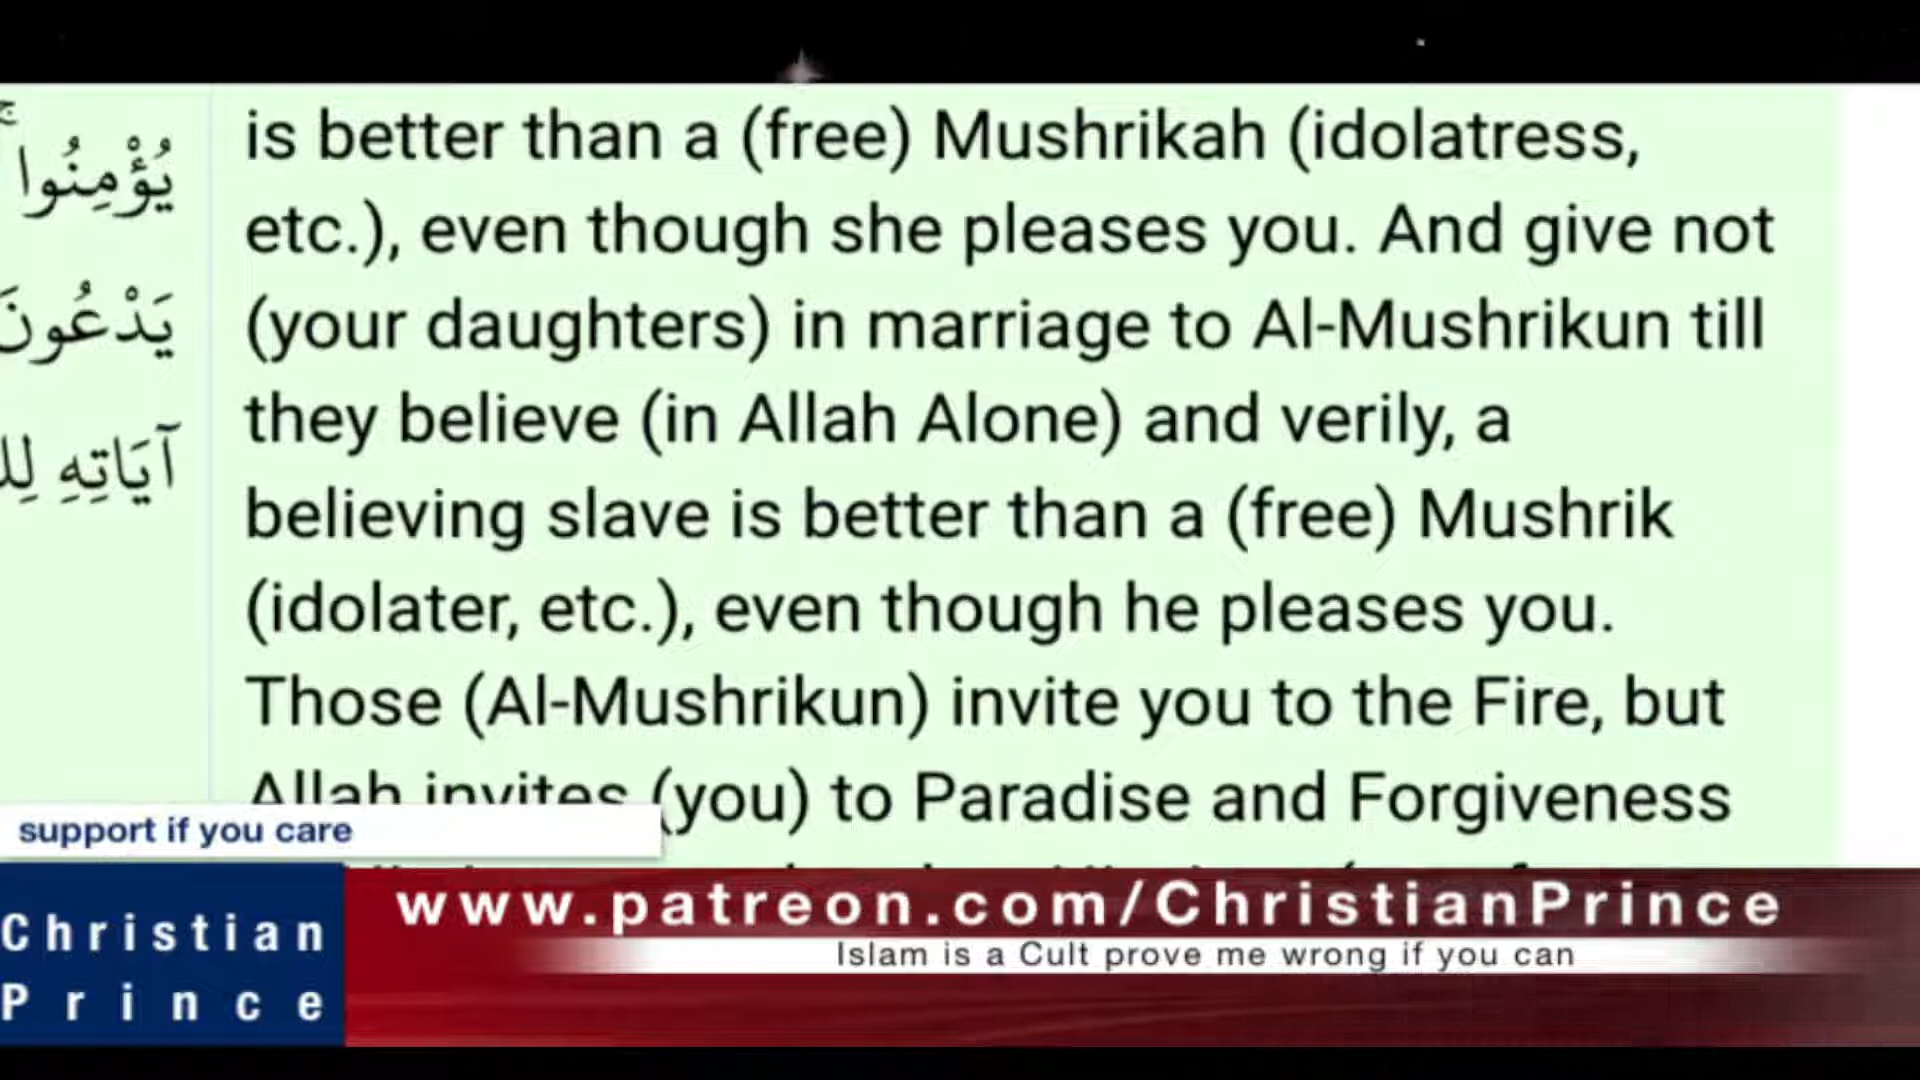 يُؤْمِنُوا
يَدْعُونَ
آيَاتِهِ
is better than a (free) Mushrikah (idolatress,
etc.), even though she pleases you. And give not
(your daughters) in marriage to Al-Mushrikun till
they believe (in Allah Alone) and verily, a
believing slave is better than a (free) Mushrik
(idolater, etc.), even though he pleases you.
Those (Al-Mushrikun) invite you to the Fire, but
Allah invites (you) to Paradise and Forgiveness
support if you care
Christian
Prince
www.patreon.com/ChristianPrince
Islam is a Cult prove me wrong if you can